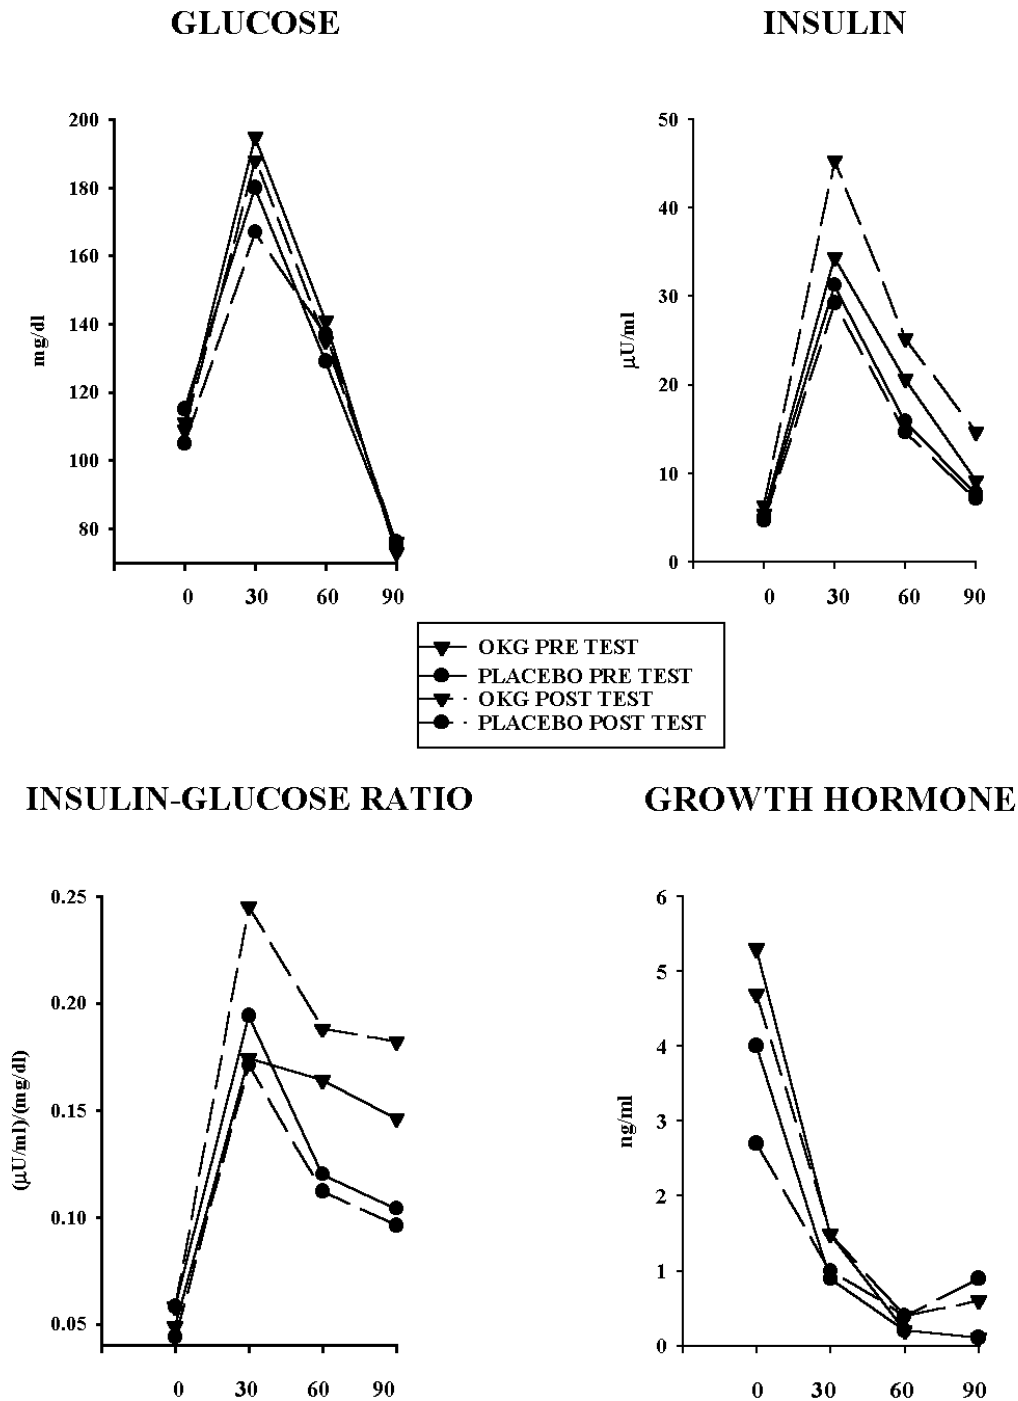 GLUCOSE
INSULIN
200
180
160
140
120
100
80
mg/dl
0 30 60 90
50
40
30
20
10
0
µU/ml
0 30 60 90
OKG PRE TEST
PLACEBO PRE TEST
OKG POST TEST
PLACEBO POST TEST
INSULIN-GLUCOSE RATIO
GROWTH HORMONE
0.25
0.20
0.15
0.10
0.05
(µU/ml)/(mg/dl)
0 30 60 90
6
5
4
3
2
1
0
ng/ml
0 30 60 90